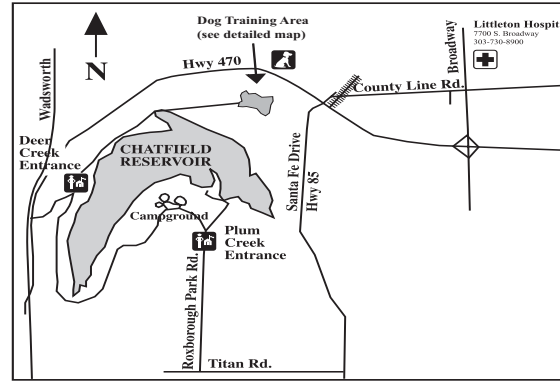 Dog Training Area
(see detailed map)
Littleton Hospit
7700 S. Broadway
303-730-8900
Broadway
N
Hwy 470
County Line Rd.
Wadsworth
Deer
Creek
Entrance
CHATFIELD
RESERVOIR
Santa Fe Drive
Hwy 85
Campground
Plum
Creek
Entrance
Roxborough Park Rd.
Titan Rd.